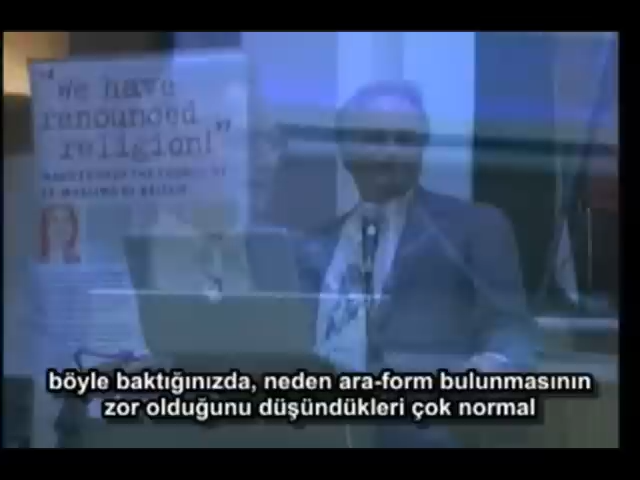 "We have
renounced
religion!"
böyle baktığınızda, neden ara-form bulunmasının
zor olduğunu düşündükleri çok normal